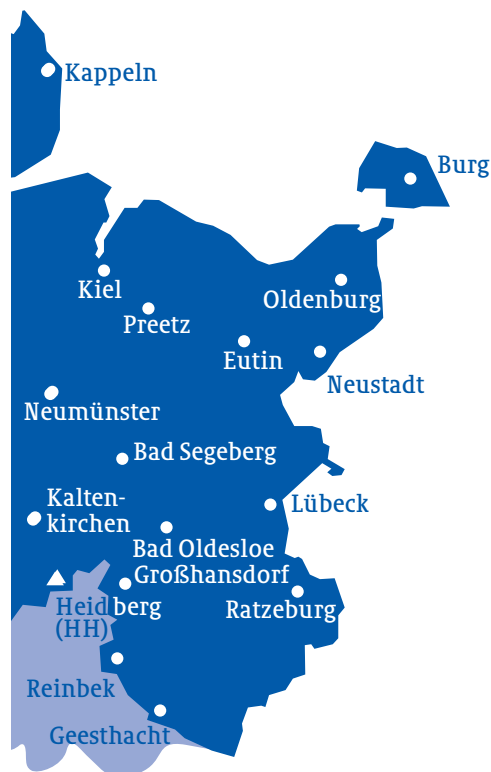 Kappeln
Burg
Kiel
Oldenburg
Preetz
Eutin
Neustadt
Neumünster
Bad Segeberg
Kalten-
kirchen
Lübeck
Bad Oldesloe
Großhansdorf
Heidberg
(HH)
Ratzeburg
Reinbek
Geesthacht